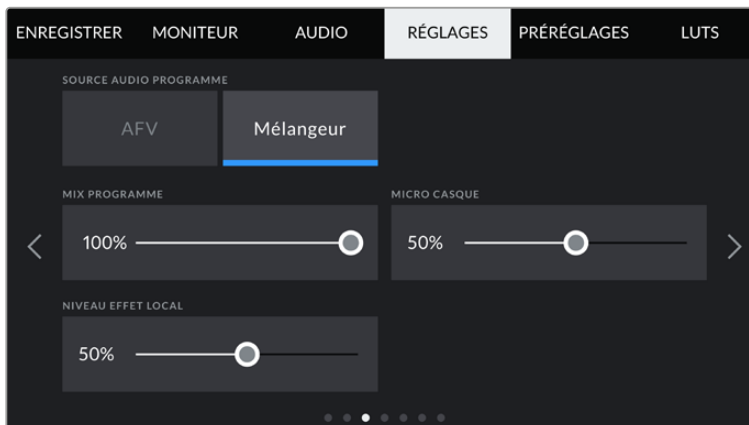 ENREGISTRER MONITEUR AUDIO RÉGLAGES PRÉRÉGLAGES LUTS
SOURCE AUDIO PROGRAMME
AFV Mélangeur
MIX PROGRAMME MICRO CASQUE
100% 50%
NIVEAU EFFET LOCAL
50%